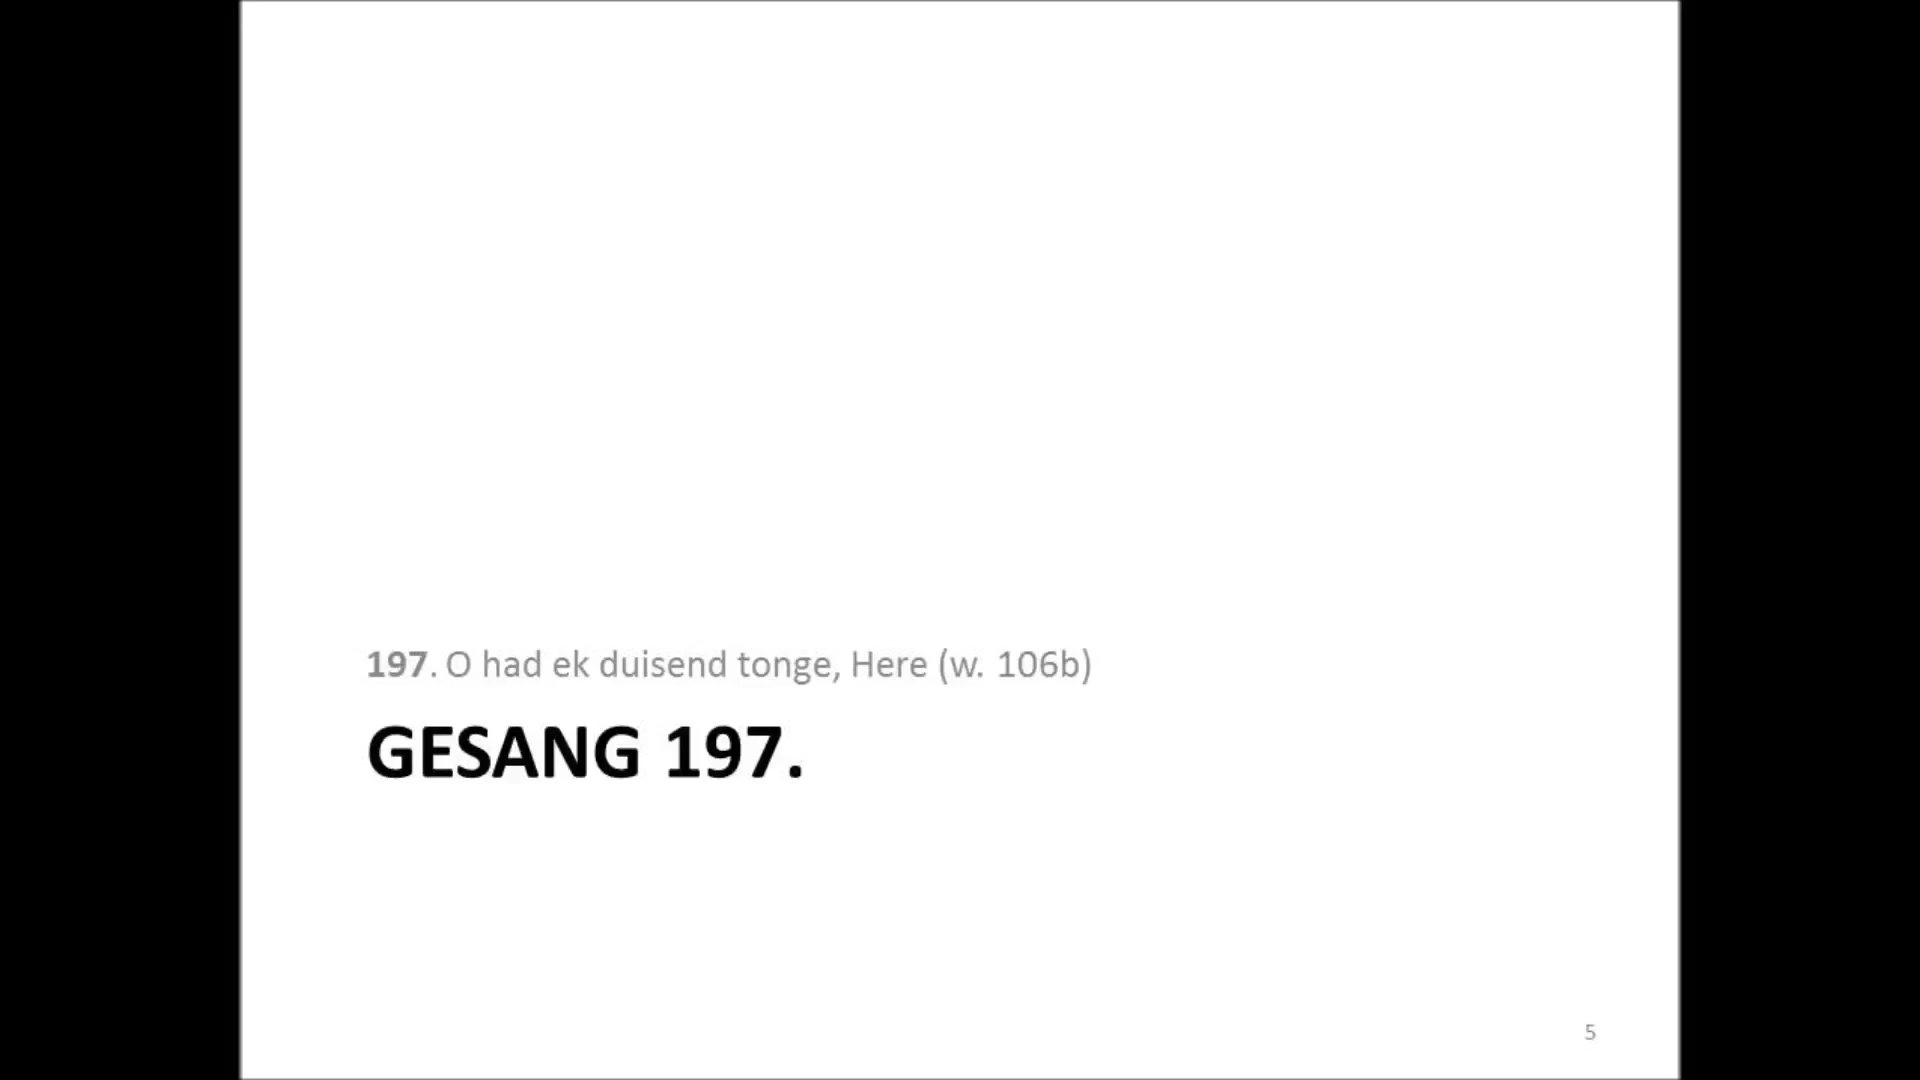 197. O had ek duisend tonge, Here (w. 106b)
GESANG 197.
5